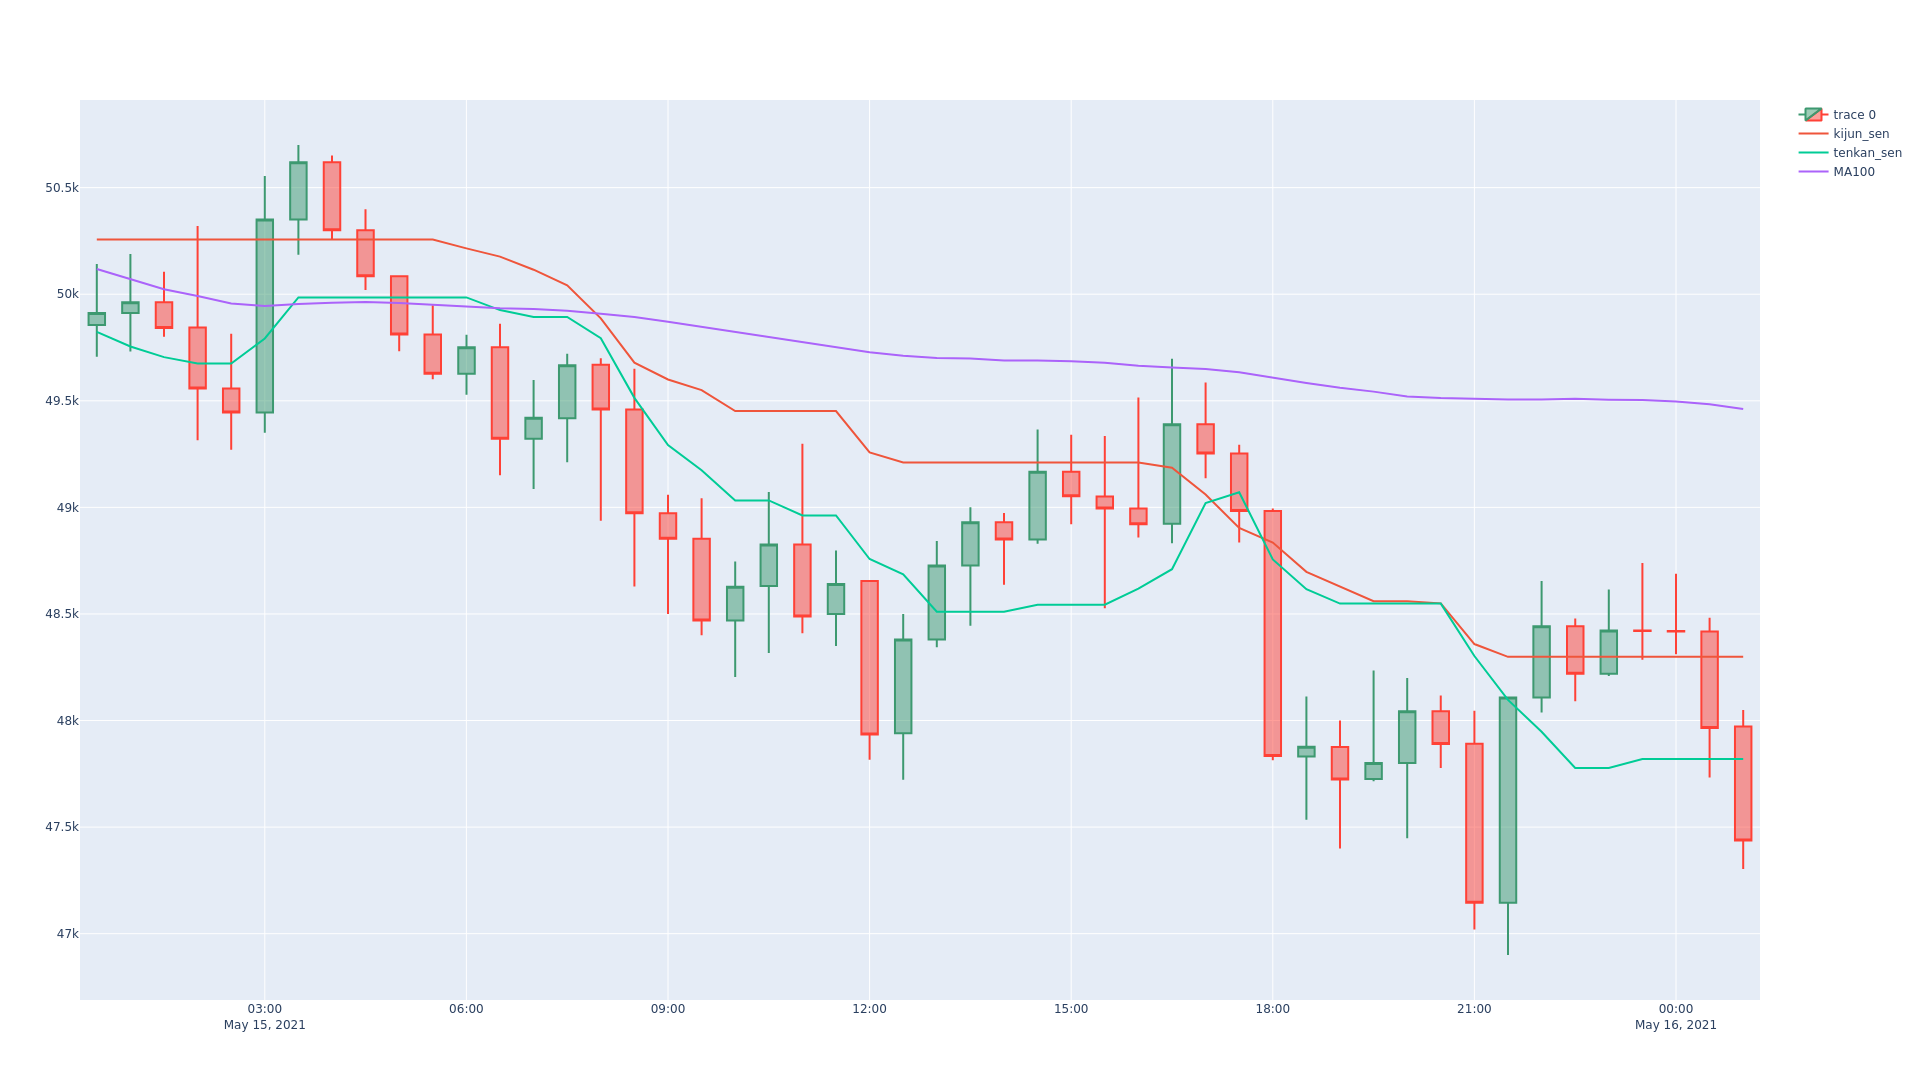 trace 0
kijun_sen
tenkan_sen
MA100
50.5k
50k
49.5k
49k
48.5k
48k
47.5k
47k
03:00 06:00 09:00 12:00 15:00 18:00 21:00 00:00
May 15, 2021 May 16, 2021